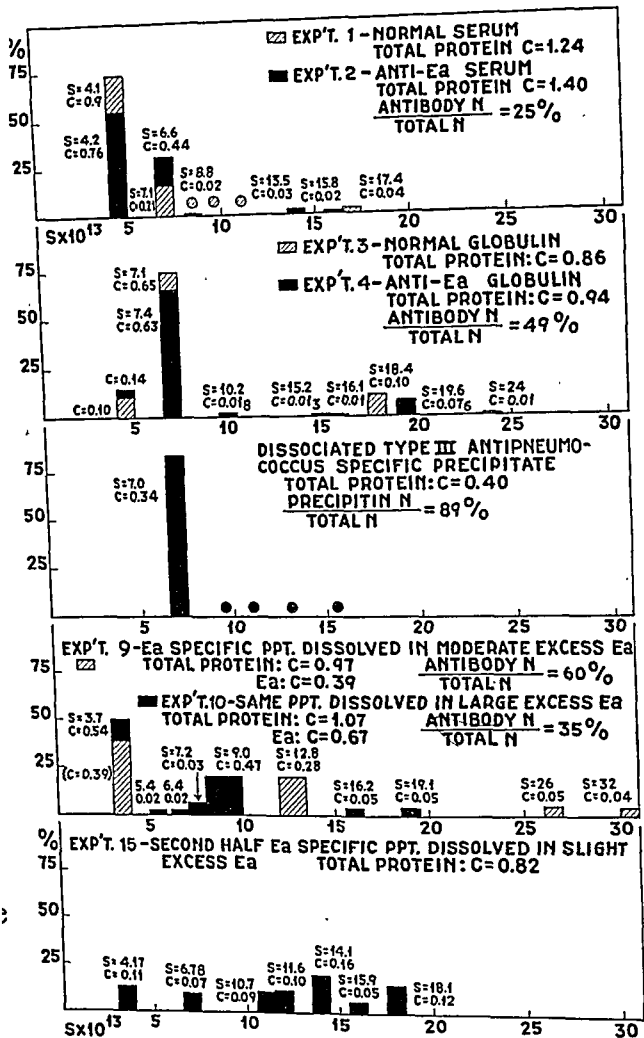 %
75
50
25
EXP'T. 1-NORMAL SERUM
TOTAL PROTEIN C=1.24
EXP'T. 2-ANTI-Ea SERUM
TOTAL PROTEIN C=1.40
ANTIBODY N
TOTAL N
=25%
S=4.1
C=0.9
S=4.2
C=0.76
S=6.6
C=0.44
S=7.1
C=0.21
S=8.8
C=0.02
S=13.5
C=0.03
S=15.8
C=0.02
S=17.4
C=0.04
SX10¹³ 5 10 15 20 25 30
75
50
25
EXP'T. 3-NORMAL GLOBULIN
TOTAL PROTEIN: C=0.86
EXP'T. 4-ANTI-Ea GLOBULIN
TOTAL PROTEIN: C=0.94
ANTIBODY N
TOTAL N
=49%
S=7.1
C=0.65
S=7.4
C=0.63
C=0.14
C=0.10
S=10.2
C=0.018
S=15.2
C=0.013
S=16.1
C=0.01
S=18.4
C=0.10
S=19.6
C=0.076
S=24
C=0.01
5 10 15 20 25 30
75
50
25
DISSOCIATED TYPE III ANTIPNEUMO-
COCCUS SPECIFIC PRECIPITATE
TOTAL PROTEIN: C=0.40
PRECIPITIN N
TOTAL N
=89%
S=7.0
C=0.34
5 10 15 20 25 30
EXP'T. 9-Ea SPECIFIC PPT. DISSOLVED IN MODERATE EXCESS Ea
TOTAL PROTEIN: C=0.97
Ea: C=0.39
ANTIBODY N
TOTAL N
=60%
EXP'T.10-SAME PPT. DISSOLVED IN LARGE EXCESS Ea
TOTAL PROTEIN: C=1.07
Ea: C=0.67
ANTIBODY N
TOTAL N
=35%
75
50
25
S=3.7
C=0.54
(C=0.39)
5.4
0.02
6.4
0.02
S=7.2
C=0.03
S=9.0
C=0.47
S=12.8
C=0.28
S=16.2
C=0.05
S=19.1
C=0.05
S=26
C=0.05
S=32
C=0.04
5 10 15 20 25 30
%
75
50
25
EXP'T. 15-SECOND HALF Ea SPECIFIC PPT. DISSOLVED IN SLIGHT
EXCESS Ea TOTAL PROTEIN: C=0.82
S=4.17
C=0.11
S=6.78
C=0.07
S=10.7
C=0.09
S=11.6
C=0.10
S=14.1
C=0.16
S=15.9
C=0.05
S=18.1
C=0.12
SX10¹³ 5 10 15 20 25 30